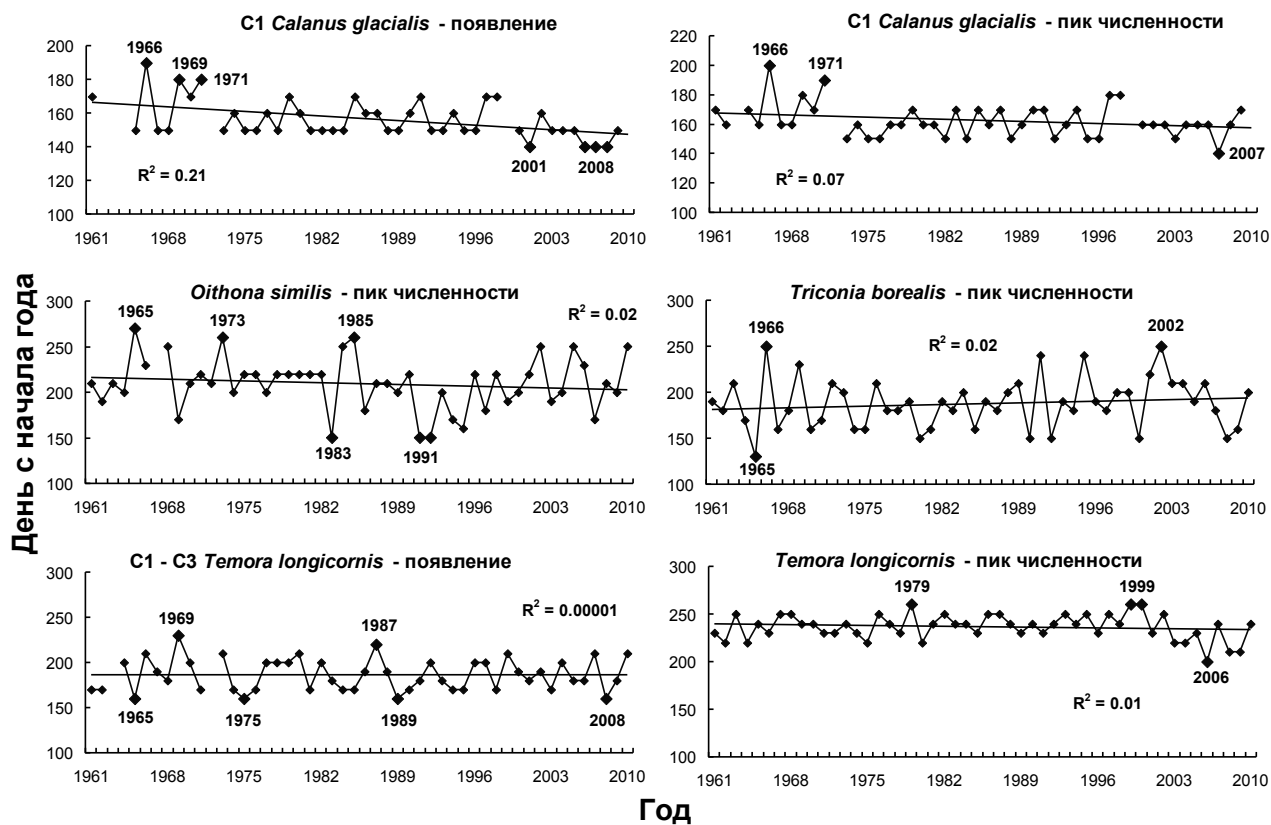 С1 Calanus glacialis - появление
200
180
160
140
120
100
1966
1969
1971
2001
2008
R² = 0.21
1961 1968 1975 1982 1989 1996 2003 2010
С1 Calanus glacialis - пик численности
220
200
180
160
140
120
100
1966
1971
2007
R² = 0.07
1961 1968 1975 1982 1989 1996 2003 2010
День с начала года
Oithona similis - пик численности
300
250
200
150
100
1965
1973
1985
1983
1991
R² = 0.02
1961 1968 1975 1982 1989 1996 2003 2010
Triconia borealis - пик численности
300
250
200
150
100
1966
1965
2002
R² = 0.02
1961 1968 1975 1982 1989 1996 2003 2010
С1 - С3 Temora longicornis - появление
300
250
200
150
100
1969
1987
1965
1975
1989
2008
R² = 0.00001
1961 1968 1975 1982 1989 1996 2003 2010
Temora longicornis - пик численности
300
250
200
150
100
1979
1999
2006
R² = 0.01
1961 1968 1975 1982 1989 1996 2003 2010
Год